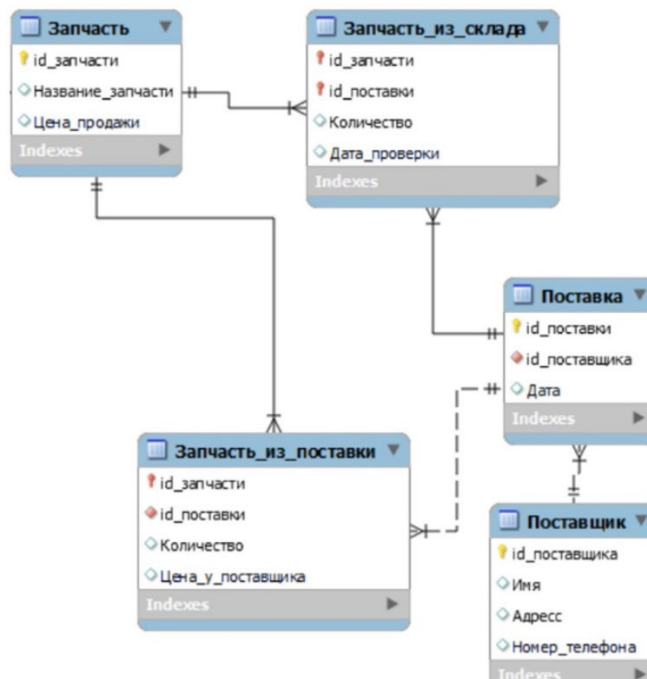 Запчасть
id_запчасти
Название_запчасти
Цена_продажи
Indexes
Запчасть_из_склада
id_запчасти
id_поставки
Количество
Дата_проверки
Indexes
Поставка
id_поставки
id_поставщика
Дата
Indexes
Запчасть_из_поставки
id_запчасти
id_поставки
Количество
Цена_у_поставщика
Indexes
Поставщик
id_поставщика
Имя
Адресс
Номер_телефона
Indexes